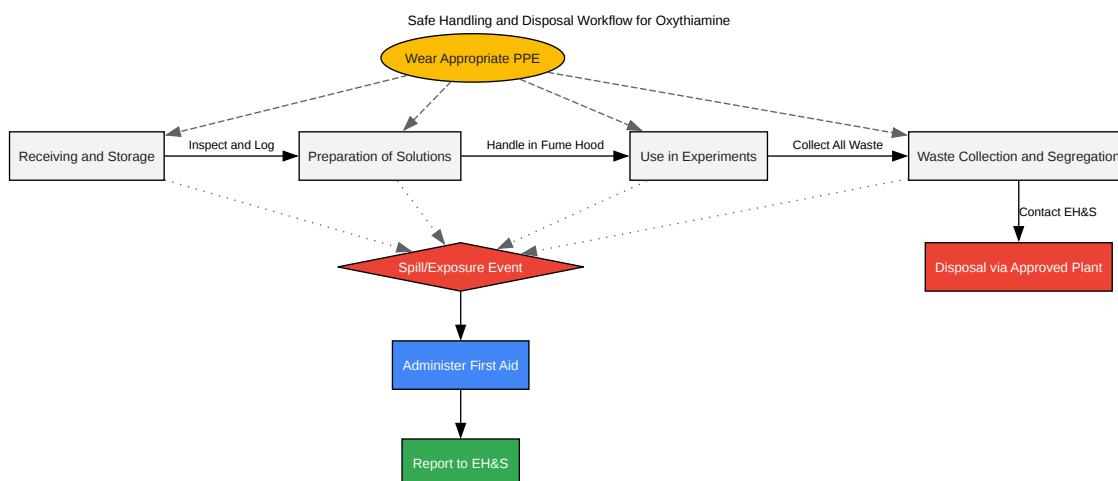 Safe Handling and Disposal Workflow for Oxythiamine
Wear Appropriate PPE
Receiving and Storage
Inspect and Log
Preparation of Solutions
Handle in Fume Hood
Use in Experiments
Collect All Waste
Waste Collection and Segregation
Contact EH&S
Spill/Exposure Event
Disposal via Approved Plant
Administer First Aid
Report to EH&S